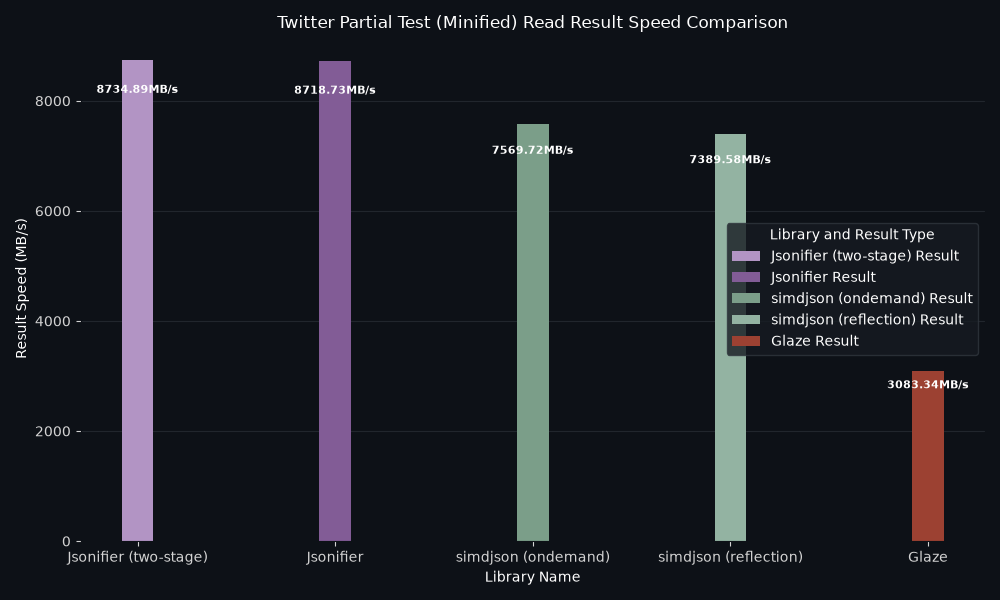 Twitter Partial Test (Minified) Read Result Speed Comparison
Result Speed (MB/s)
8000
6000
4000
2000
0
8734.89MB/s
8718.73MB/s
7569.72MB/s
7389.58MB/s
3083.34MB/s
Library and Result Type
Jsonifier (two-stage) Result
Jsonifier Result
simdjson (ondemand) Result
simdjson (reflection) Result
Glaze Result
Jsonifier (two-stage)
Jsonifier
simdjson (ondemand)
simdjson (reflection)
Glaze
Library Name